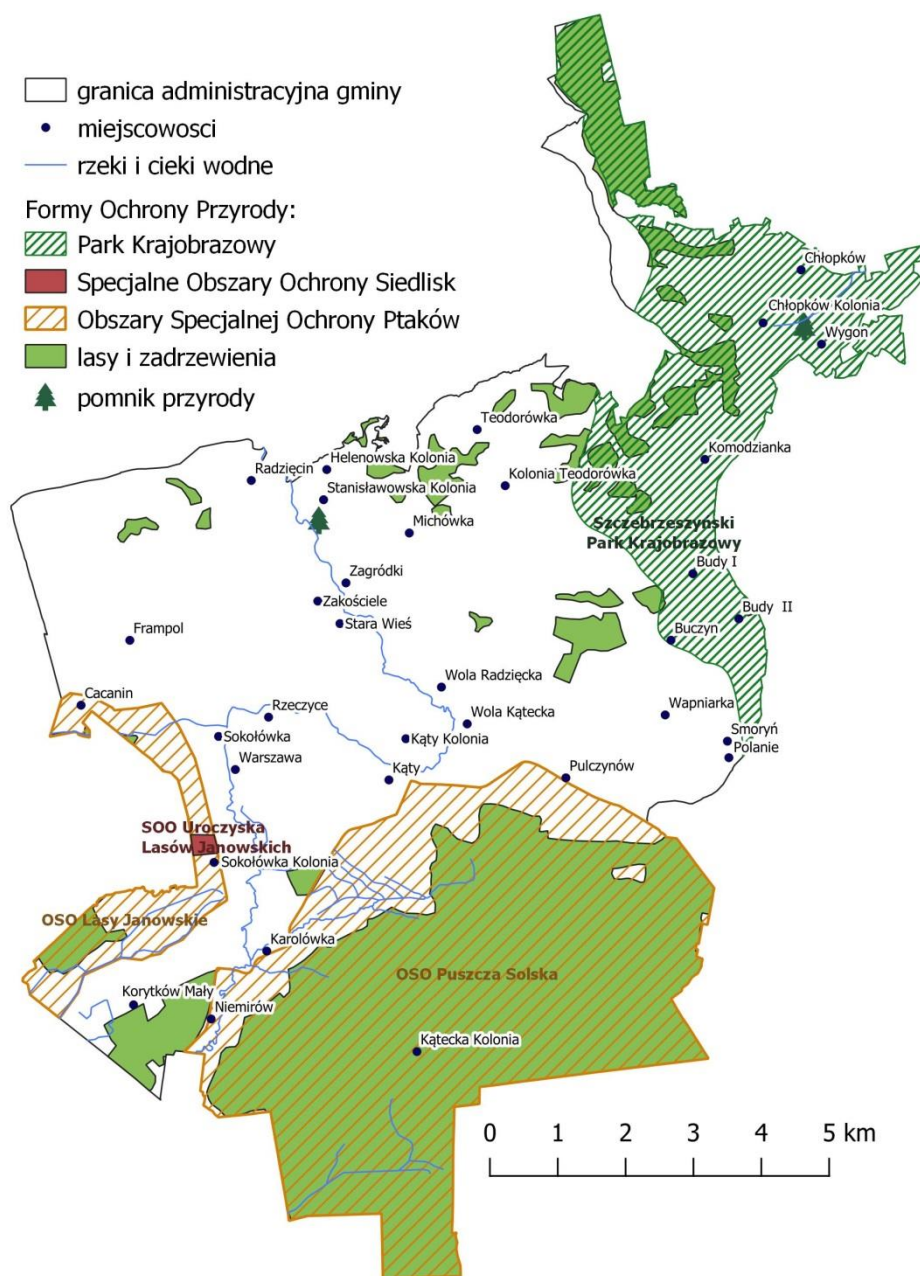 granica administracyjna gminy
miejscowosci
rzeki i cieki wodne
Formy Ochrony Przyrody:
Park Krajobrazowy
Specjalne Obszary Ochrony Siedlisk
Obszary Specjalnej Ochrony Ptaków
lasy i zadrzewienia
pomnik przyrody
Chłopków
Chłopków Kolonia
Wygon
Teodorówka
Komodzianka
Helenowska Kolonia
Radzięcin
Kolonia Teodorówka
Stanisławowska Kolonia
Michówka
Szczebrzeszyński
Park Krajobrazowy
Budy I
Zagródki
Zakościele
Budy II
Stara Wieś
Frampol
Buczyn
Wola Radzięcka
Cacanin
Rzeczyce
Wola Kątecka
Wapniarka
Sokołówka
Kąty Kolonia
Smoryń
Polanie
Warszawa
Kąty
Pulczynów
SOO Uroczyska
Lasów Janowskich
Sokołówka Kolonia
OSO Lasy Janowskie
Karolówka
OSO Puszcza Solska
Korytków Mały
Niemirów
Kątecka Kolonia
0 1 2 3 4 5 km